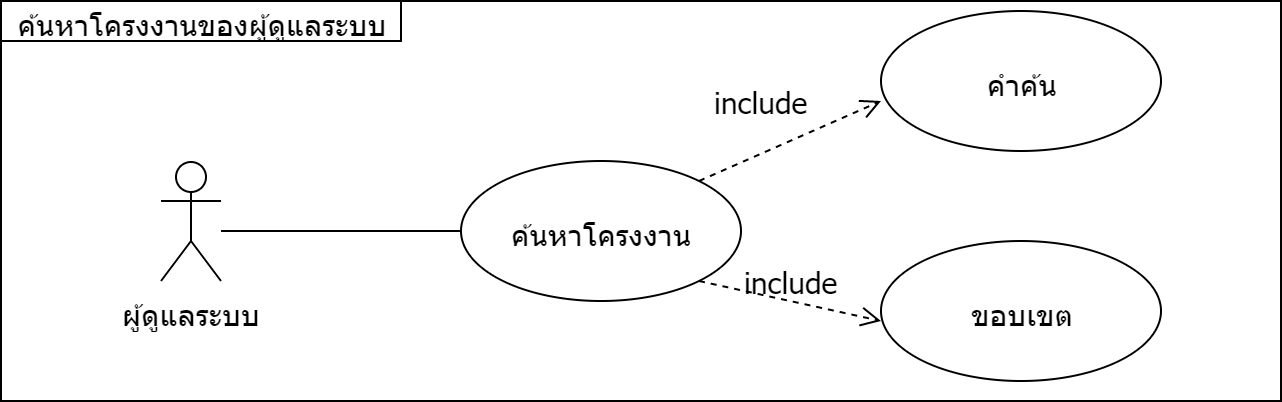 ค้นหาโครงงานของผู้ดูแลระบบ
คำค้น
include
ค้นหาโครงงาน
include
ผู้ดูแลระบบ
ขอบเขต